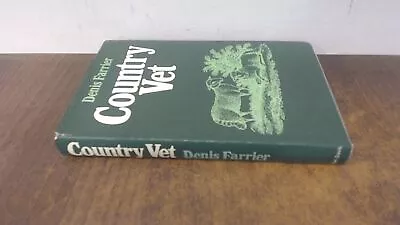 Denis Farrier
Country
Vet
Country Vet Denis Farrier